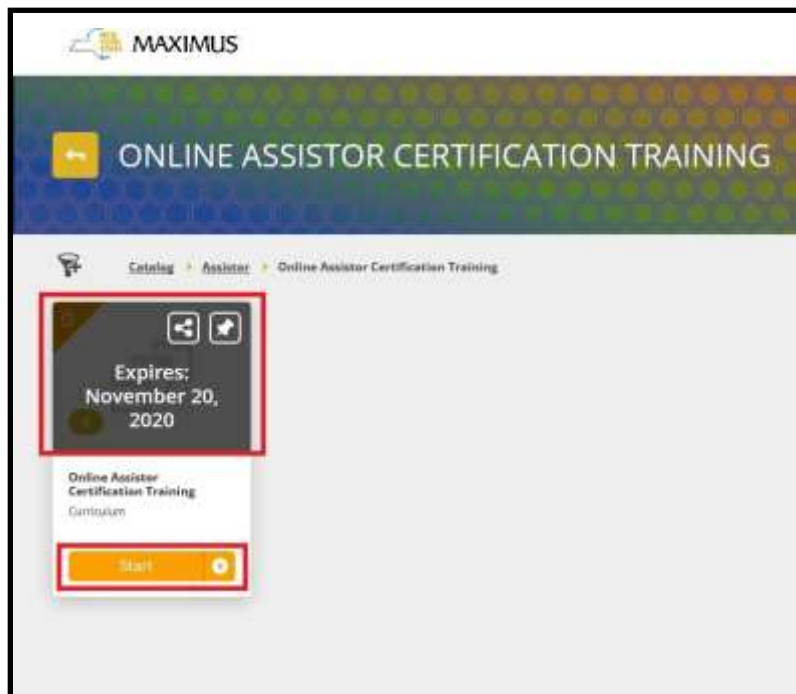 MAXIMUS
ONLINE ASSISTOR CERTIFICATION TRAINING
Catalog Assistor Online Assistor Certification Training
Expires:
November 20,
2020
Online Assistor
Certification Training
Curriculum
Start